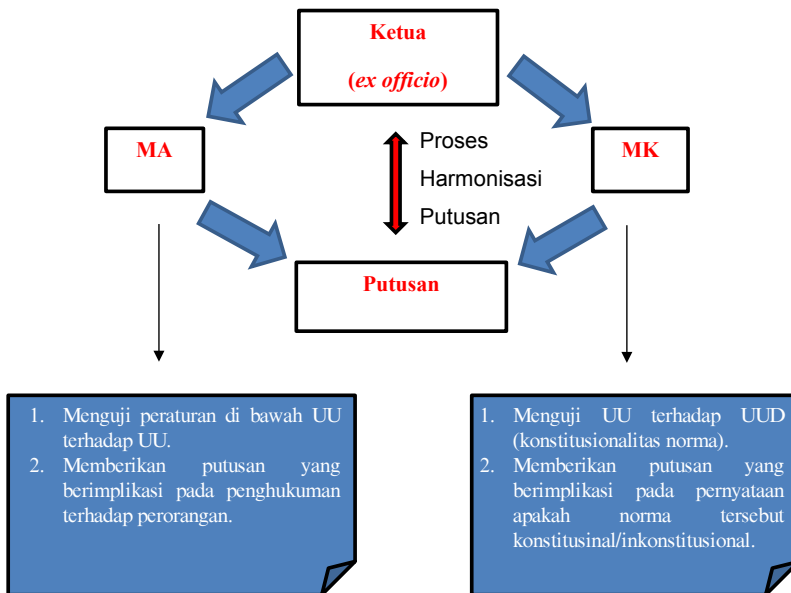 Ketua
(ex officio)
MA
Proses
Harmonisasi
Putusan
MK
Putusan
1. Menguji peraturan di bawah UU
terhadap UU.
2. Memberikan putusan yang
berimplikasi pada penghukuman
terhadap perorangan.
1. Menguji UU terhadap UUD
(konstitusionalitas norma).
2. Memberikan putusan yang
berimplikasi pada pernyataan
apakah norma tersebut
konstitusinal/inkonstitusional.